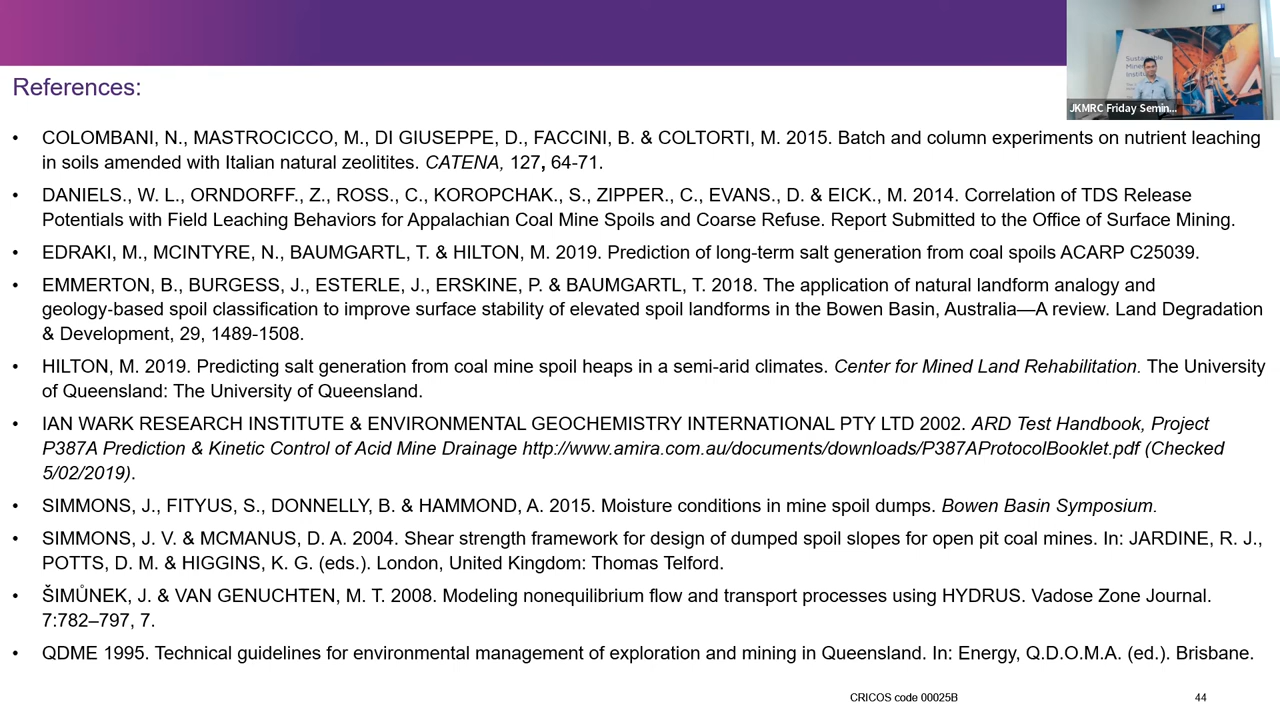 Sustainable
JKMRC Friday Semin...
References:
• COLOMBANI, N., MASTROCICCO, M., DI GIUSEPPE, D., FACCINI, B. & COLTORTI, M. 2015. Batch and column experiments on nutrient leaching
in soils amended with Italian natural zeolitites. CATENA, 127, 64-71.
• DANIELS., W. L., ORNDORFF., Z., ROSS., C., KOROPCHAK., S., ZIPPER., C., EVANS., D. & EICK., M. 2014. Correlation of TDS Release
Potentials with Field Leaching Behaviors for Appalachian Coal Mine Spoils and Coarse Refuse. Report Submitted to the Office of Surface Mining.
• EDRAKI, M., MCINTYRE, N., BAUMGARTL, T. & HILTON, M. 2019. Prediction of long-term salt generation from coal spoils ACARP C25039.
• EMMERTON, B., BURGESS, J., ESTERLE, J., ERSKINE, P. & BAUMGARTL, T. 2018. The application of natural landform analogy and
geology-based spoil classification to improve surface stability of elevated spoil landforms in the Bowen Basin, Australia—A review. Land Degradation
& Development, 29, 1489-1508.
• HILTON, M. 2019. Predicting salt generation from coal mine spoil heaps in a semi-arid climates. Center for Mined Land Rehabilitation. The University
of Queensland: The University of Queensland.
• IAN WARK RESEARCH INSTITUTE & ENVIRONMENTAL GEOCHEMISTRY INTERNATIONAL PTY LTD 2002. ARD Test Handbook, Project
P387A Prediction & Kinetic Control of Acid Mine Drainage http://www.amira.com.au/documents/downloads/P387AProtocolBooklet.pdf (Checked
5/02/2019).
• SIMMONS, J., FITYUS, S., DONNELLY, B. & HAMMOND, A. 2015. Moisture conditions in mine spoil dumps. Bowen Basin Symposium.
• SIMMONS, J. V. & MCMANUS, D. A. 2004. Shear strength framework for design of dumped spoil slopes for open pit coal mines. In: JARDINE, R. J.,
POTTS, D. M. & HIGGINS, K. G. (eds.). London, United Kingdom: Thomas Telford.
• ŠIMŮNEK, J. & VAN GENUCHTEN, M. T. 2008. Modeling nonequilibrium flow and transport processes using HYDRUS. Vadose Zone Journal.
7:782–797, 7.
• QDME 1995. Technical guidelines for environmental management of exploration and mining in Queensland. In: Energy, Q.D.O.M.A. (ed.). Brisbane.
CRICOS code 00025B
44